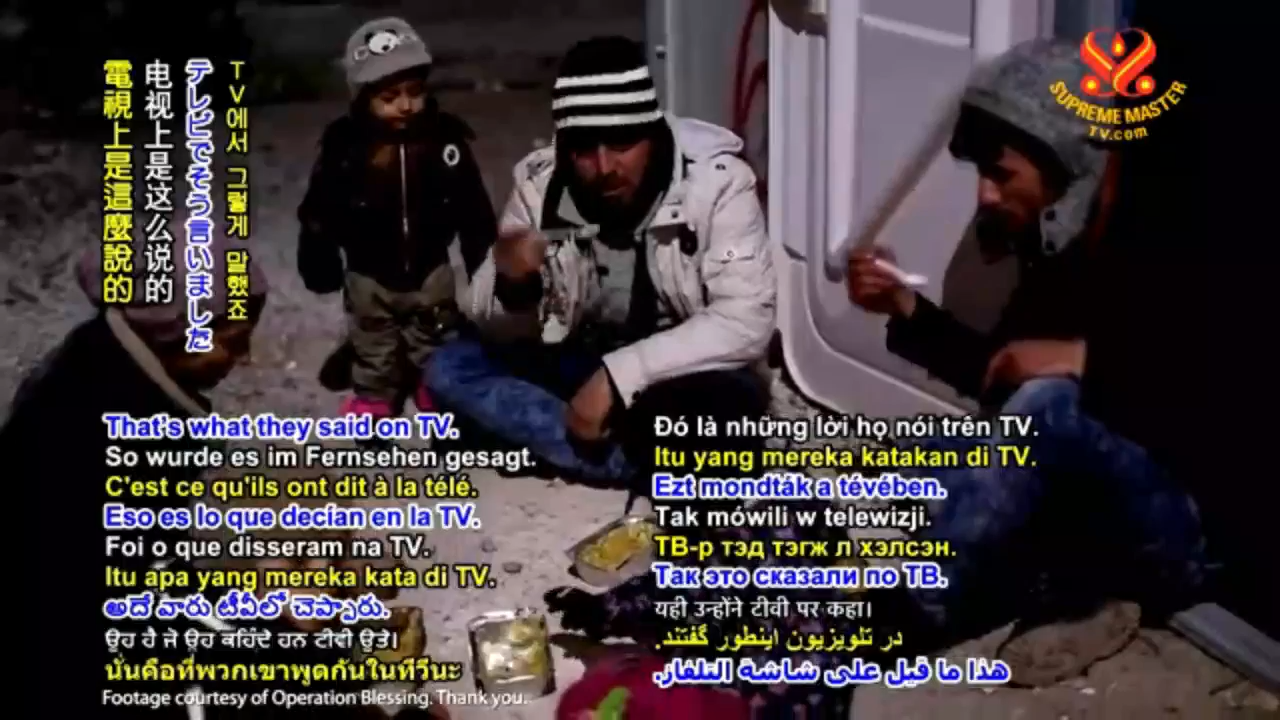 電視上是這麼說的
电视上是这么说的
テレビでそう言いました
TV에서 그렇게 말했죠
SUPREME MASTER
TV.com
That's what they said on TV.
So wurde es im Fernsehen gesagt.
C'est ce qu'ils ont dit à la télé.
Eso es lo que decían en la TV.
Foi o que disseram na TV.
Itu apa yang mereka kata di TV.
అదే వారు టీవీలో చెప్పారు.
ਉਹ ਹੈ ਜੋ ਉਹ ਕਹਿੰਦੇ ਹਨ ਟੀਵੀ ਉਤੇ।
นั่นคือที่พวกเขาพูดกันในทีวีนะ
Footage courtesy of Operation Blessing. Thank you.
Đó là những lời họ nói trên TV.
Itu yang mereka katakan di TV.
Ezt mondták a tévében.
Tak mówili w telewizji.
ТВ-р тэд тэгж л хэлсэн.
Так это сказали по ТВ.
यही उन्होंने टीवी पर कहा।
در تلویزیون اینطور گفتند.
هذا ما قيل على شاشة التلفاز.